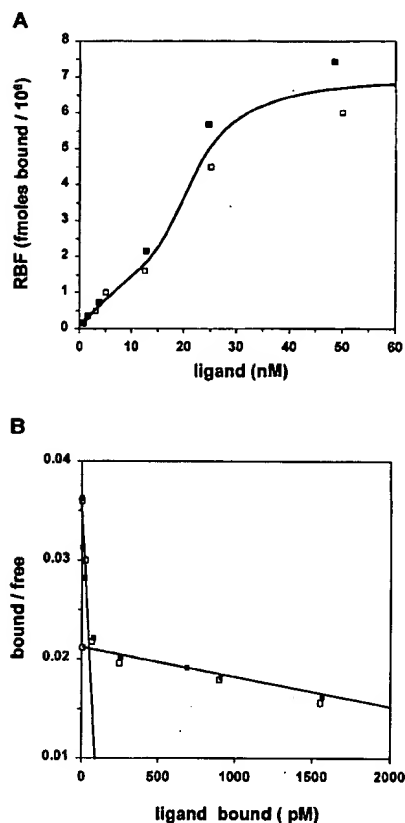 A
RBF (fmoles bound / 10⁶)
8
7
6
5
4
3
2
1
0
0 10 20 30 40 50 60
ligand (nM)
B
bound / free
0.04
0.03
0.02
0.01
0 500 1000 1500 2000
ligand bound ( pM)